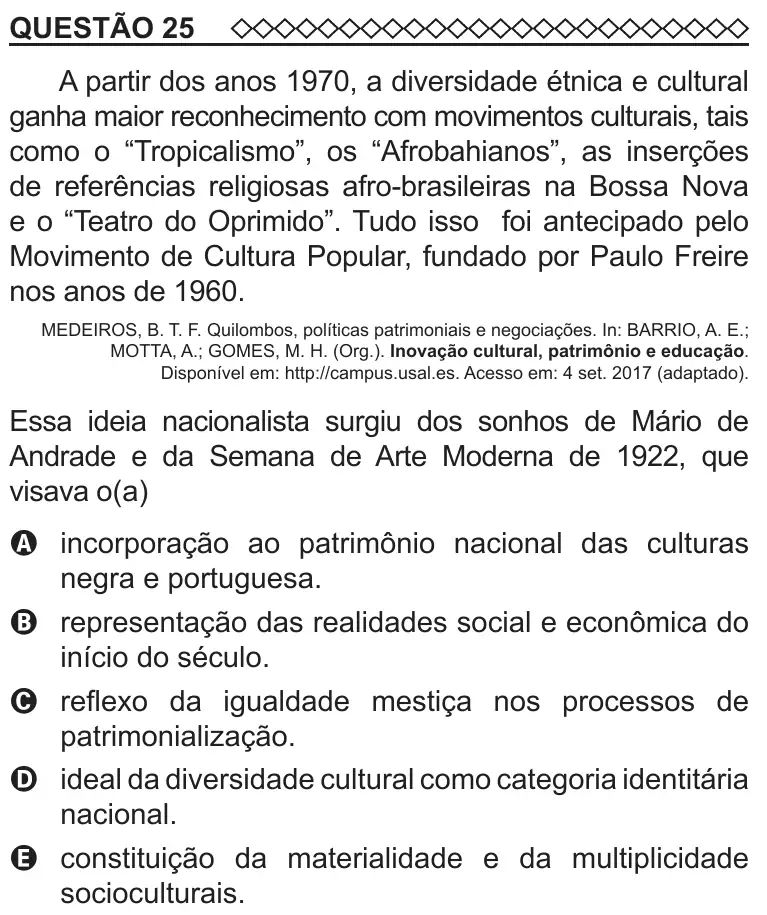 QUESTÃO 25
A partir dos anos 1970, a diversidade étnica e cultural
ganha maior reconhecimento com movimentos culturais, tais
como o “Tropicalismo”, os “Afrobahianos”, as inserções
de referências religiosas afro-brasileiras na Bossa Nova
e o “Teatro do Oprimido”. Tudo isso foi antecipado pelo
Movimento de Cultura Popular, fundado por Paulo Freire
nos anos de 1960.
MEDEIROS, B. T. F. Quilombos, políticas patrimoniais e negociações. In: BARRIO, A. E.;
MOTTA, A.; GOMES, M. H. (Org.). Inovação cultural, patrimônio e educação.
Disponível em: http://campus.usal.es. Acesso em: 4 set. 2017 (adaptado).
Essa ideia nacionalista surgiu dos sonhos de Mário de
Andrade e da Semana de Arte Moderna de 1922, que
visava o(a)
A incorporação ao patrimônio nacional das culturas
negra e portuguesa.
B representação das realidades social e econômica do
início do século.
C reflexo da igualdade mestiça nos processos de
patrimonialização.
D ideal da diversidade cultural como categoria identitária
nacional.
E constituição da materialidade e da multiplicidade
socioculturais.